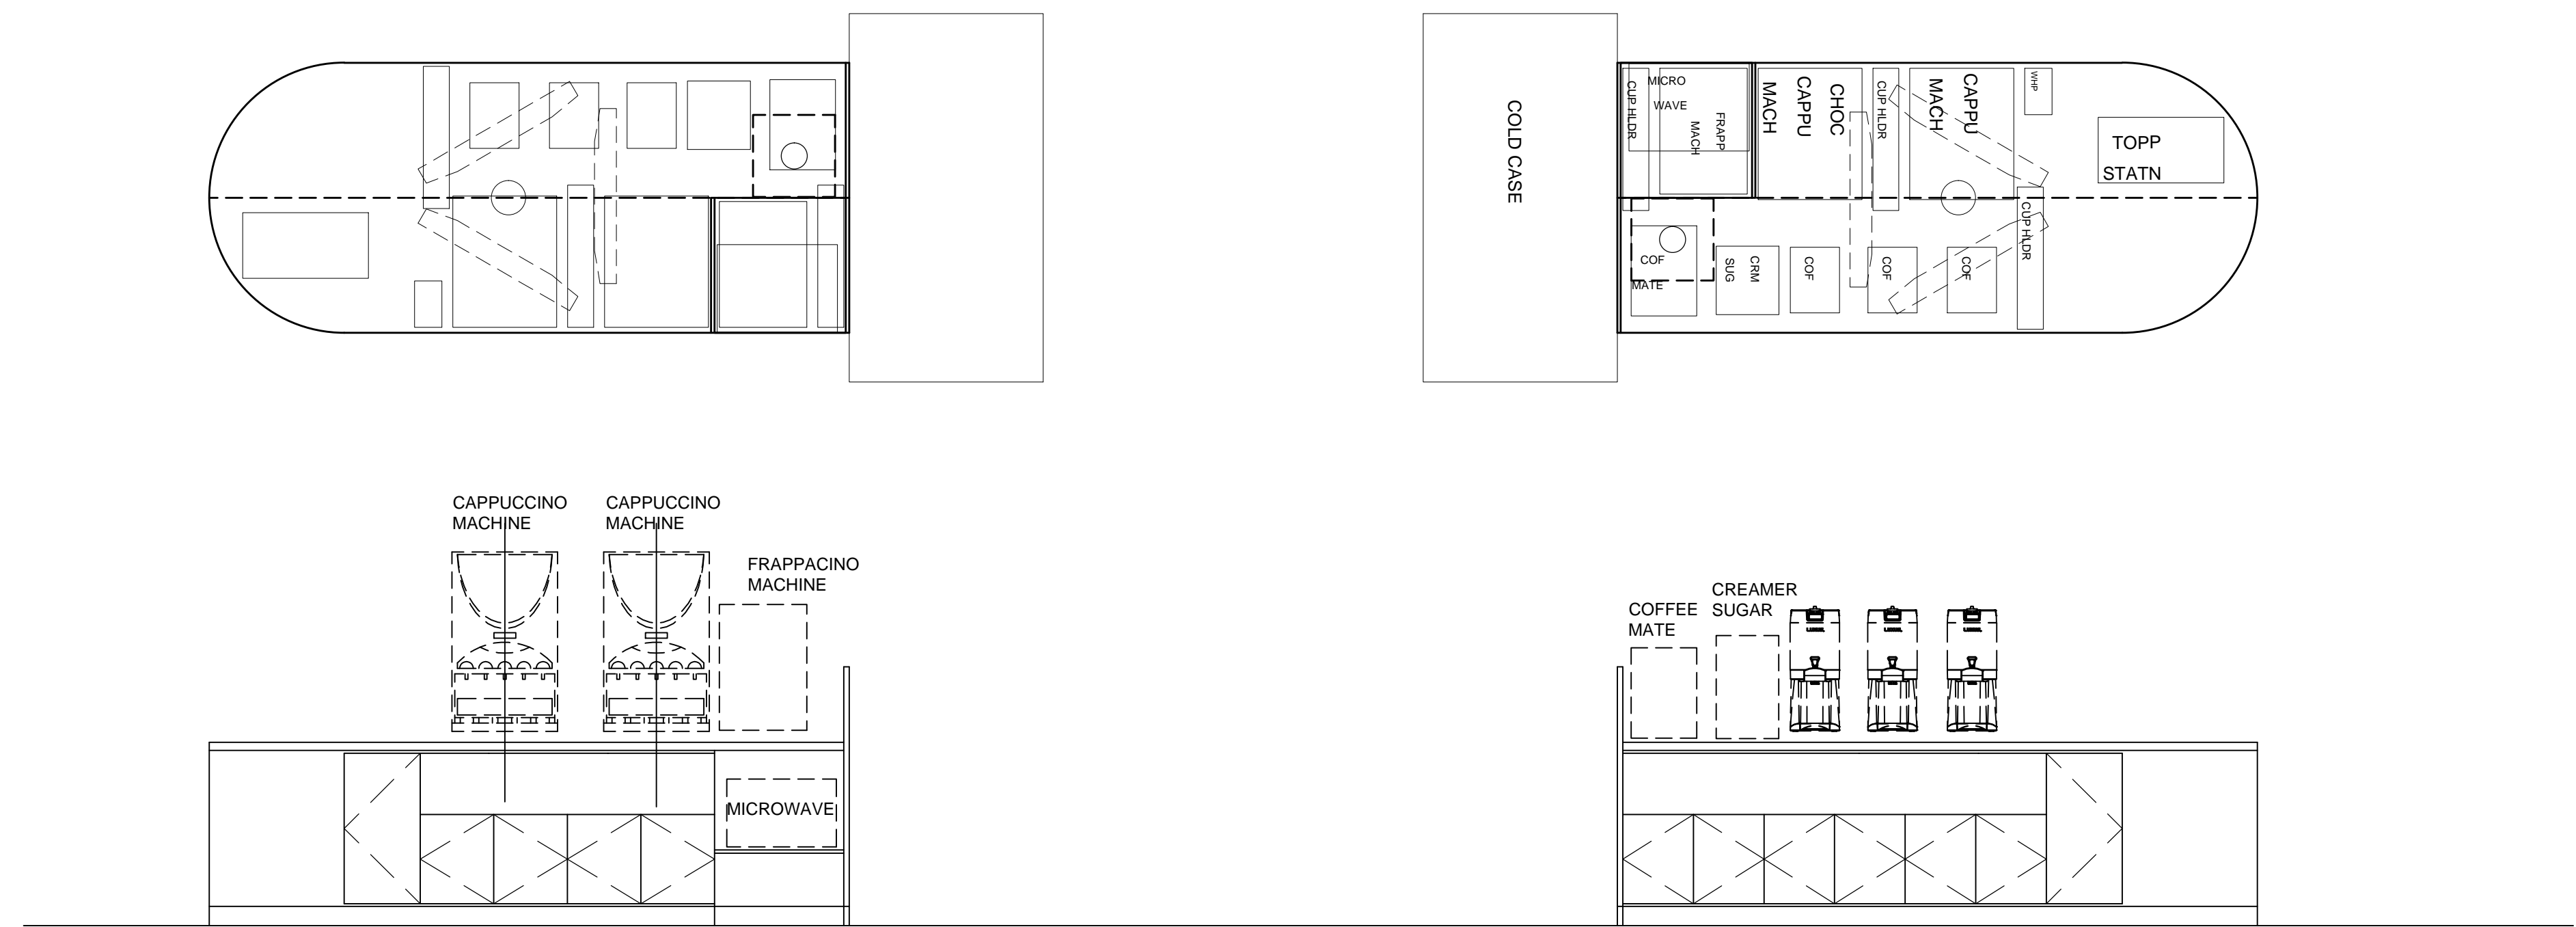 COLD CASE
CUP HLDR
MICRO
WAVE
FRAPP
MACH
CHOC
CAPPU
MACH
CUP HLDR
CAPPU
MACH
WHP
TOPP
STATN
COF
MATE
CRM
SUG
COF
COF
COF
CUP HLDR
CAPPUCCINO
MACHINE
CAPPUCCINO
MACHINE
FRAPPACINO
MACHINE
MICROWAVE
COFFEE
MATE
CREAMER
SUGAR